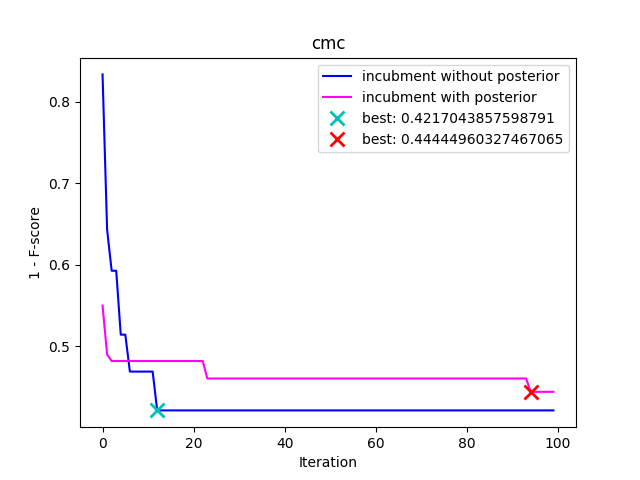 cmc
incubment without posterior
incubment with posterior
best: 0.4217043857598791
best: 0.44444960327467065
0.8
0.7
0.6
0.5
1 - F-score
0 20 40 60 80 100
Iteration